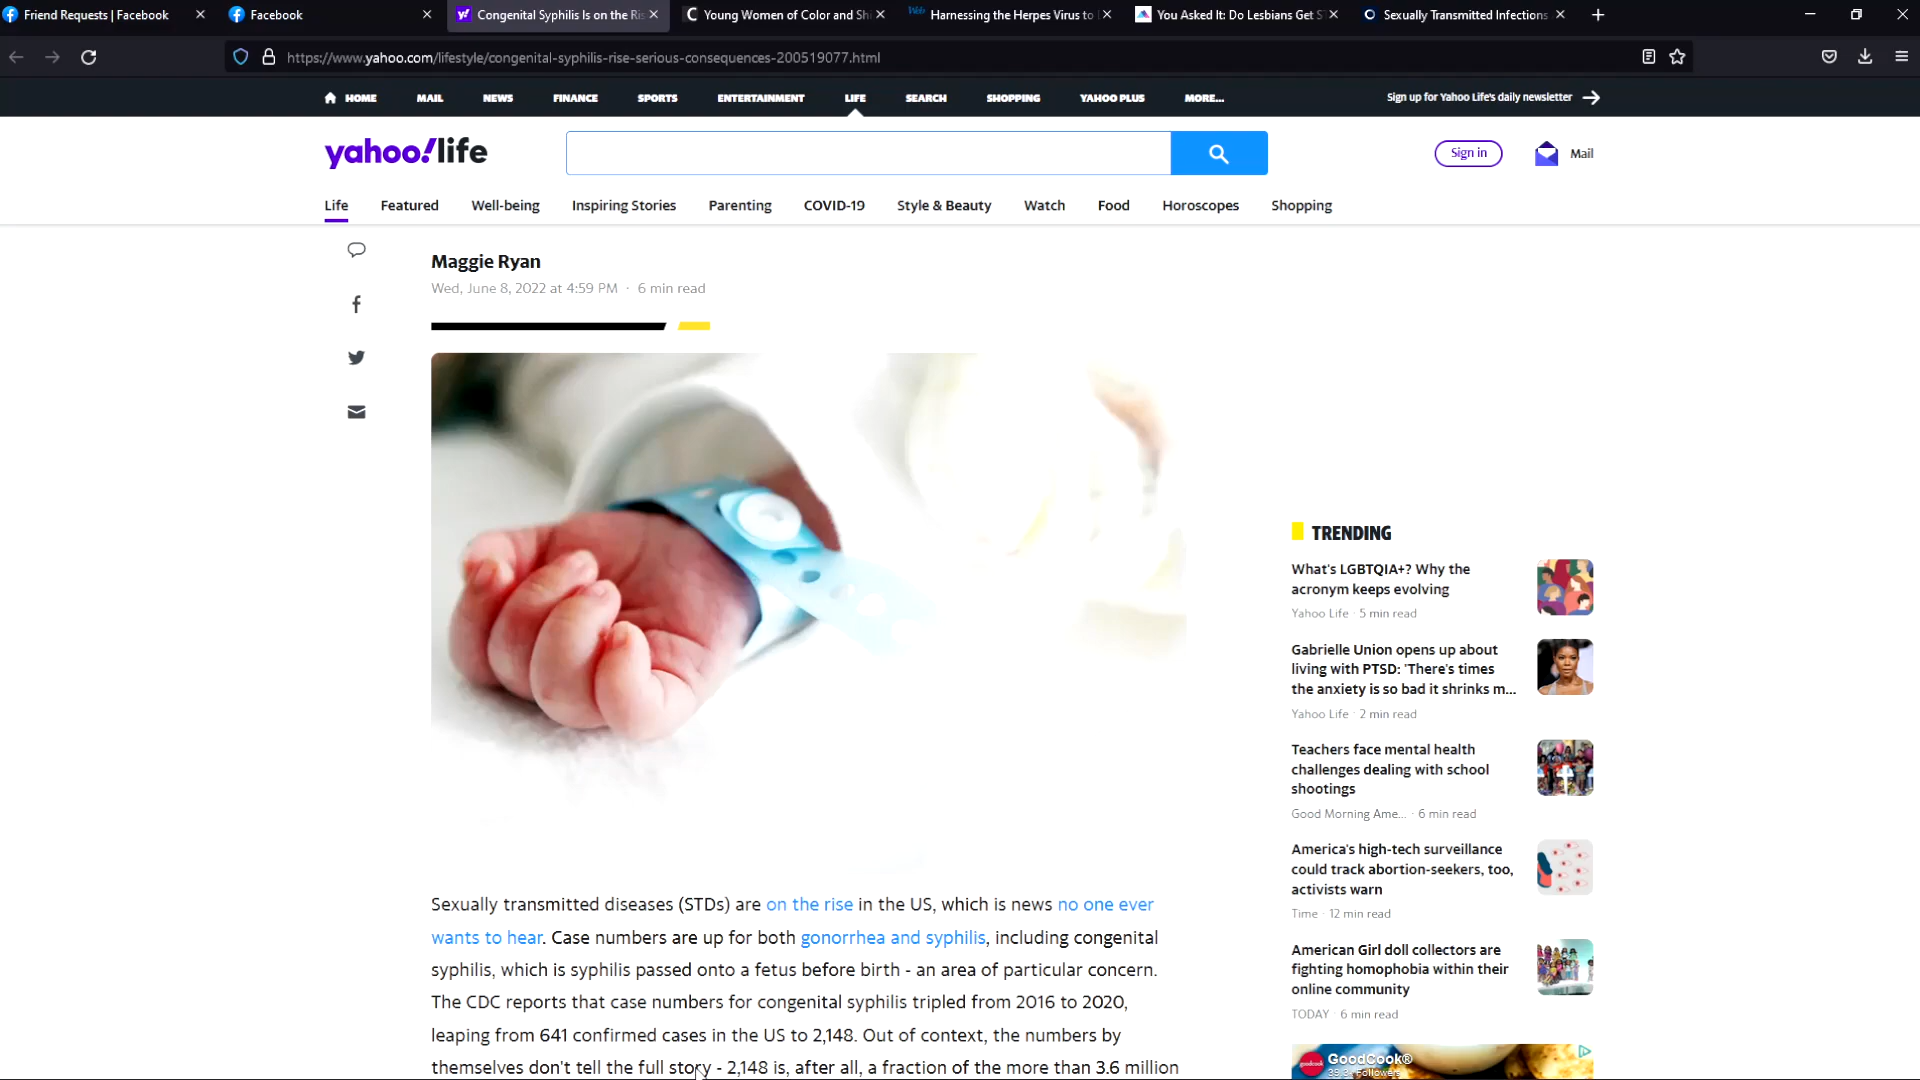 Friend Requests | Facebook
Facebook
Congenital Syphilis Is on the Ris
Young Women of Color and Shi
Harnessing the Herpes Virus to
You Asked It: Do Lesbians Get S
Sexually Transmitted Infections
https://www.yahoo.com/lifestyle/congenital-syphilis-rise-serious-consequences-200519077.html
HOME MAIL NEWS FINANCE SPORTS ENTERTAINMENT LIFE SEARCH SHOPPING YAHOO PLUS MORE... Sign up for Yahoo Life's daily newsletter
yahoo!life
Sign in
Mail
Life Featured Well-being Inspiring Stories Parenting COVID-19 Style & Beauty Watch Food Horoscopes Shopping
Maggie Ryan
Wed, June 8, 2022 at 4:59 PM · 6 min read
Sexually transmitted diseases (STDs) are on the rise in the US, which is news no one ever
wants to hear. Case numbers are up for both gonorrhea and syphilis, including congenital
syphilis, which is syphilis passed onto a fetus before birth - an area of particular concern.
The CDC reports that case numbers for congenital syphilis tripled from 2016 to 2020,
leaping from 641 confirmed cases in the US to 2,148. Out of context, the numbers by
themselves don't tell the full story - 2,148 is, after all, a fraction of the more than 3.6 million
TRENDING
What's LGBTQIA+? Why the
acronym keeps evolving
Yahoo Life · 5 min read
Gabrielle Union opens up about
living with PTSD: 'There's times
the anxiety is so bad it shrinks m...
Yahoo Life · 2 min read
Teachers face mental health
challenges dealing with school
shootings
Good Morning Ame... · 6 min read
America's high-tech surveillance
could track abortion-seekers, too,
activists warn
Time · 12 min read
American Girl doll collectors are
fighting homophobia within their
online community
TODAY · 6 min read
GoodCook®
Followers